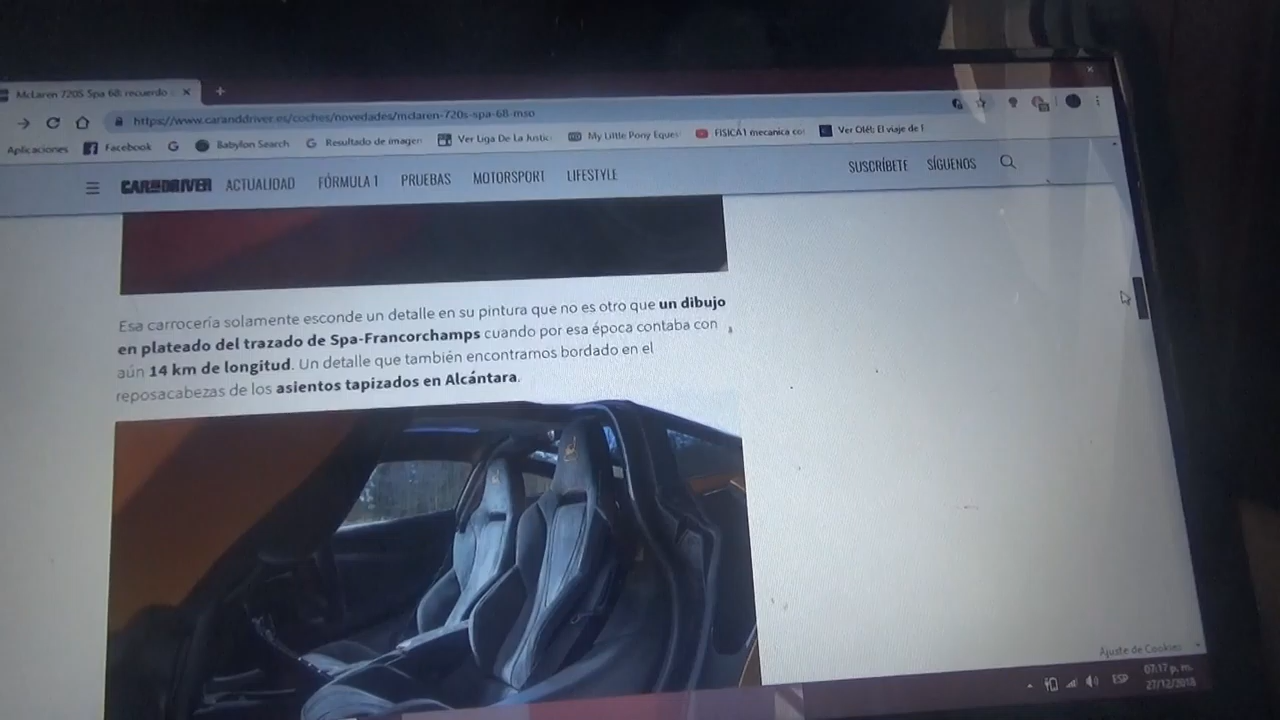 McLaren 720S Spa 68: recuerdo
https://www.caranddriver.es/coches/novedades/mclaren-720s-spa-68-mso
Aplicaciones Facebook Babylon Search Resultado de imagen Ver Liga De La Justic My Little Pony Eques FISICA1 mecanica co Ver Olét: El viaje de f
CAR AND DRIVER ACTUALIDAD FÓRMULA 1 PRUEBAS MOTORSPORT LIFESTYLE SUSCRÍBETE SÍGUENOS
Esa carrocería solamente esconde un detalle en su pintura que no es otro que un dibujo
en plateado del trazado de Spa-Francorchamps cuando por esa época contaba con
aún 14 km de longitud. Un detalle que también encontramos bordado en el
reposacabezas de los asientos tapizados en Alcántara.
Ajuste de Cookies
ESP
07:17 p. m.
27/12/2018